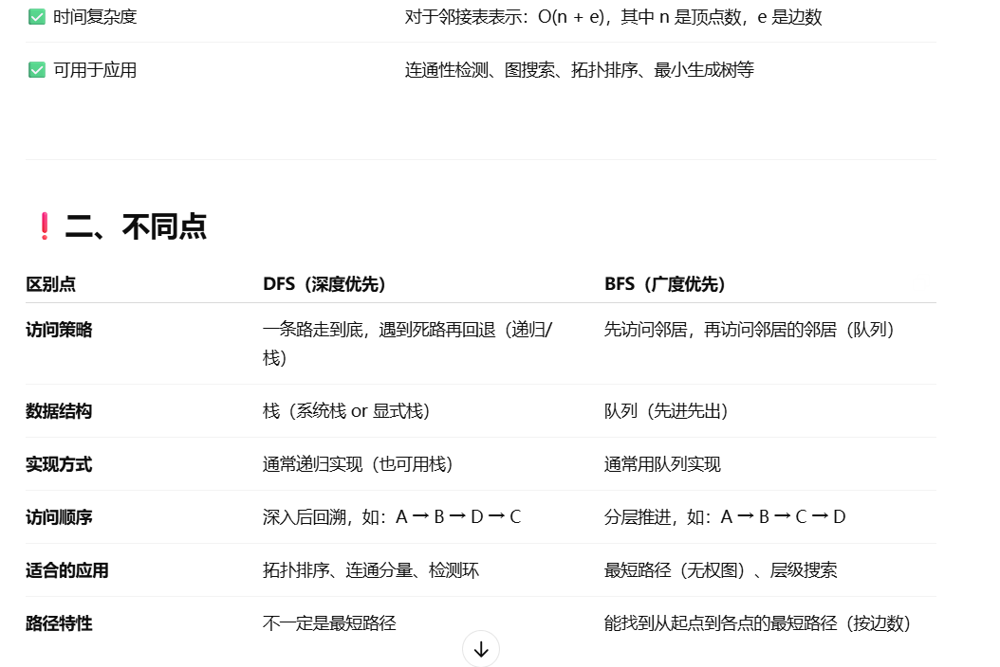 ✅ 时间复杂度 对于邻接表表示：O(n + e)，其中 n 是顶点数，e 是边数
✅ 可用于应用 连通性检测、图搜索、拓扑排序、最小生成树等
❗ 二、不同点
区别点 DFS（深度优先） BFS（广度优先）
访问策略 一条路走到底，遇到死路再回退（递归/ 先访问邻居，再访问邻居的邻居（队列）
栈）
数据结构 栈（系统栈 or 显式栈） 队列（先进先出）
实现方式 通常递归实现（也可用栈） 通常用队列实现
访问顺序 深入后回溯，如：A → B → D → C 分层推进，如：A → B → C → D
适合的应用 拓扑排序、连通分量、检测环 最短路径（无权图）、层级搜索
路径特性 不一定是最短路径 能找到从起点到各点的最短路径（按边数）